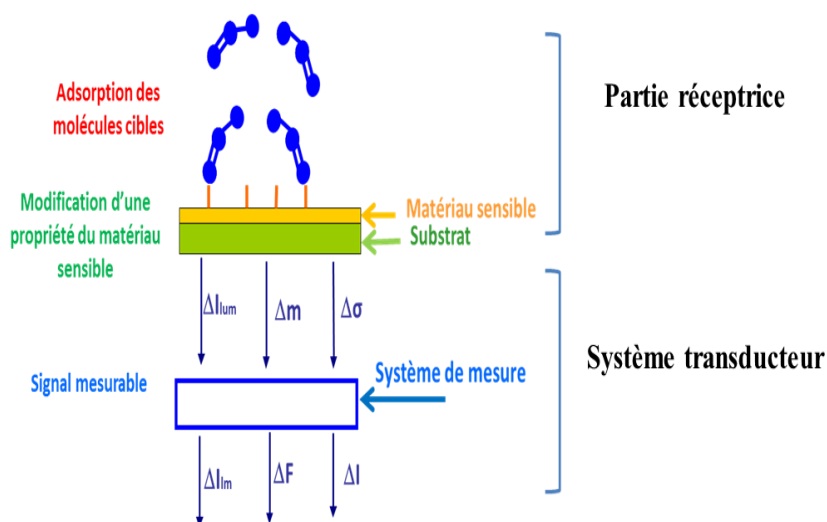 Adsorption des
molécules cibles
Partie réceptrice
Modification d'une
propriété du matériau
sensible
Matériau sensible
Substrat
ΔIlum
Δm
Δσ
Système transducteur
Signal mesurable
Système de mesure
ΔIlm
ΔF
ΔI